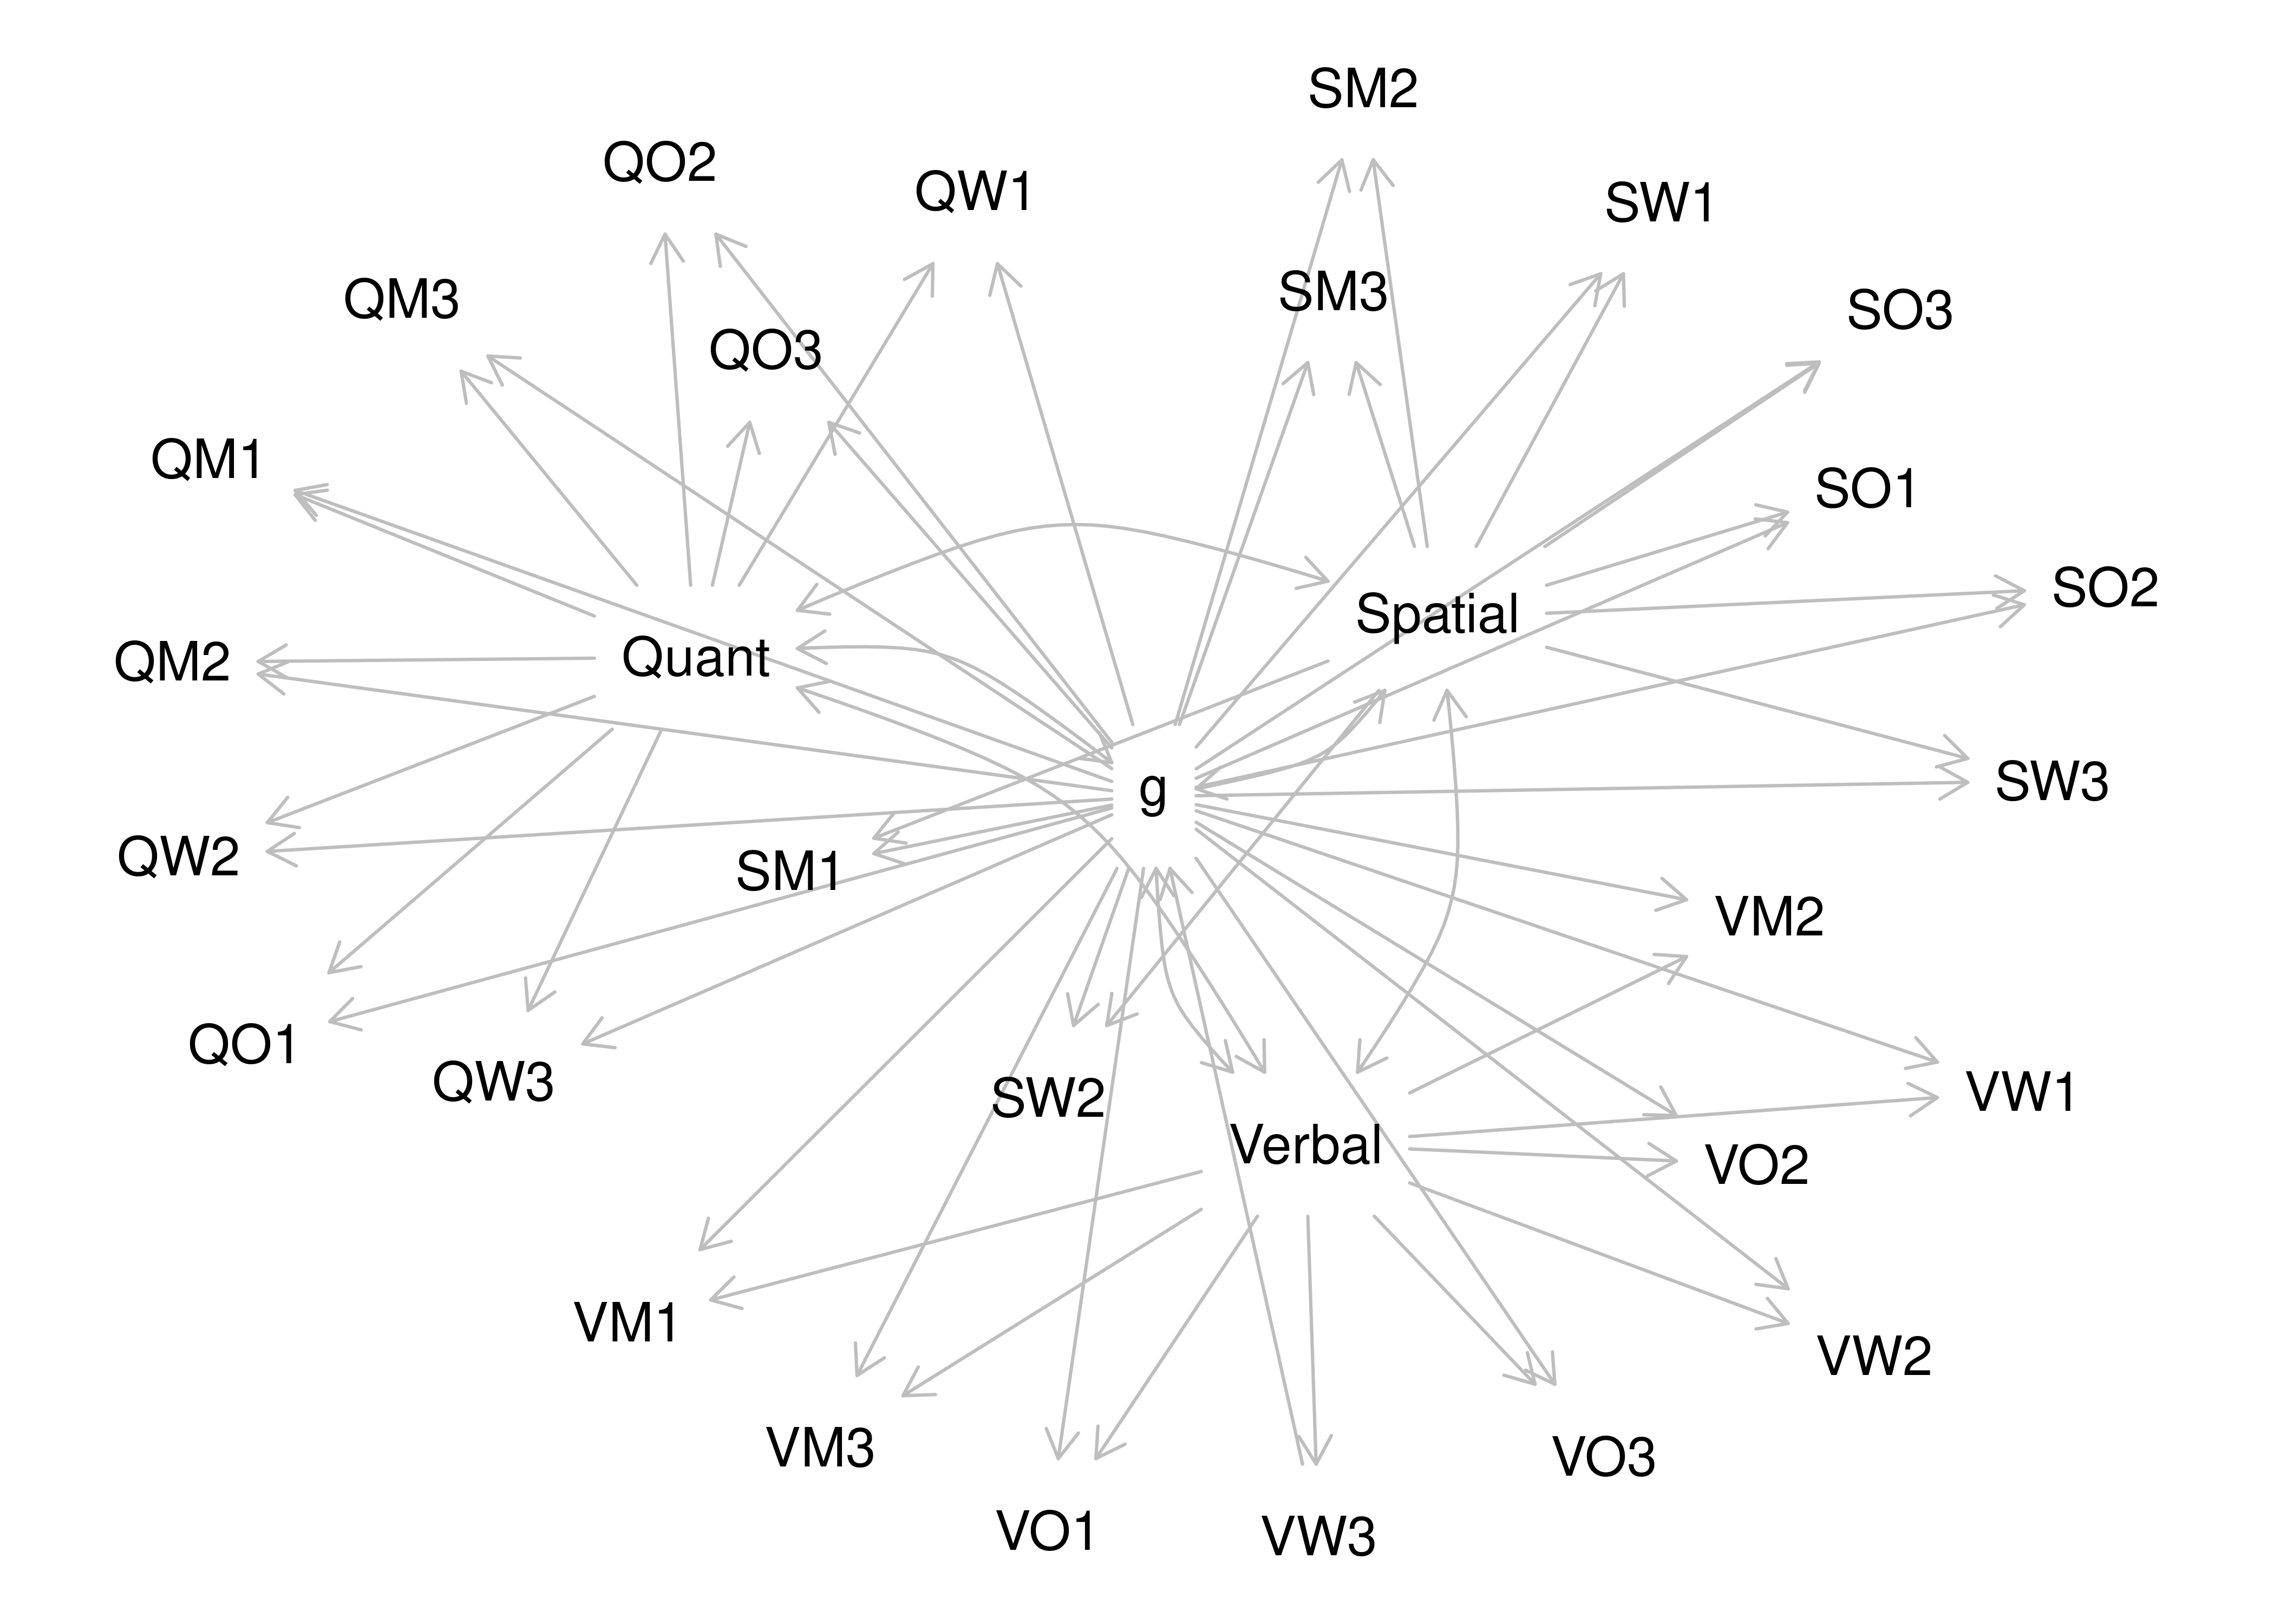 SM2
QO2
QW1
SW1
QM3
SM3
SO3
QO3
QM1
SO1
SO2
Spatial
QM2
Quant
g
SW3
QW2
SM1
VM2
QO1
QW3
SW2
VW1
Verbal
VO2
VM1
VW2
VM3
VO3
VO1
VW3